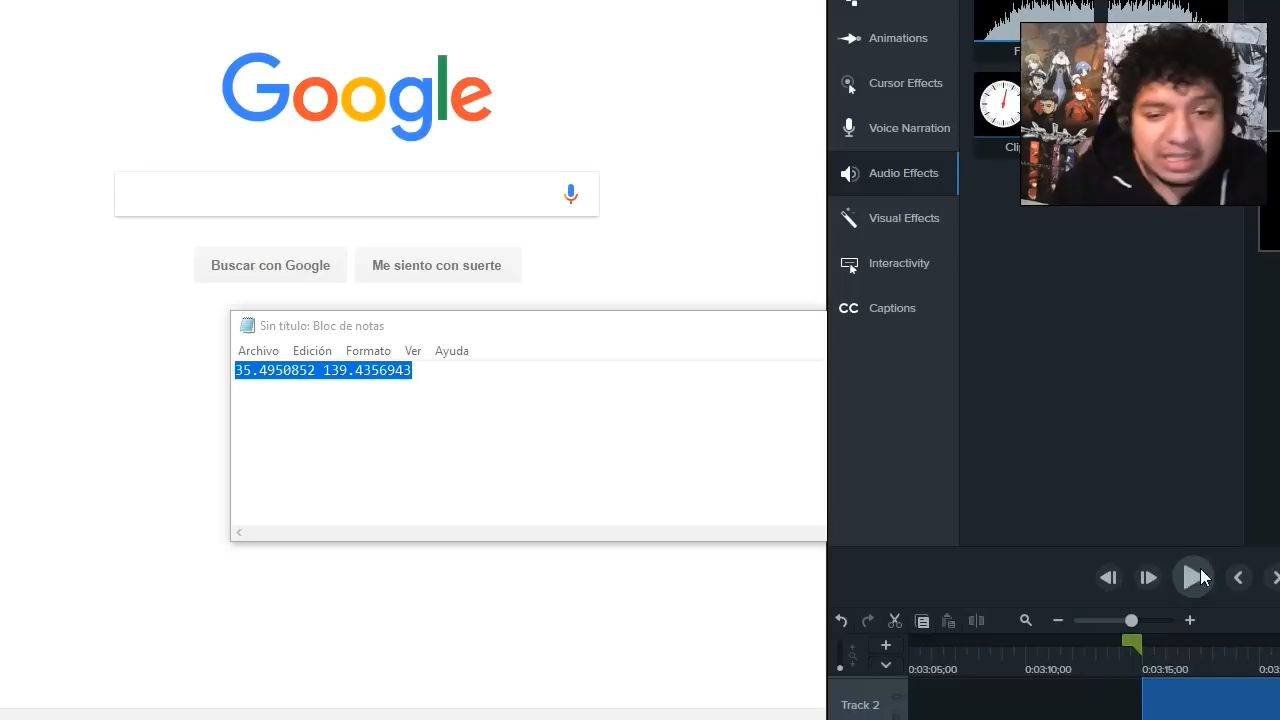 Google
Buscar con Google
Me siento con suerte
Sin título: Bloc de notas
Archivo Edición Formato Ver Ayuda
35.4950852 139.4356943
Animations
Cursor Effects
Voice Narration
Audio Effects
Visual Effects
Interactivity
CC Captions
0:03:05;00 0:03:10;00 0:03:15;00
Track 2